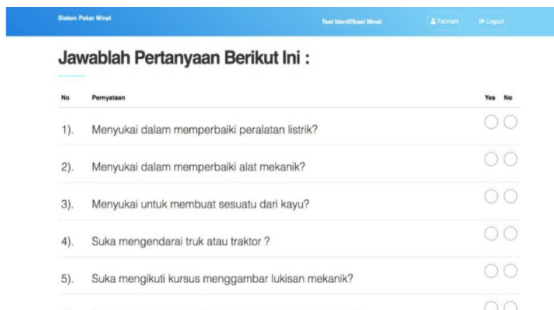 Sistem Pakar Minat
Test Identifikasi Minat
Fatimah
Logout
Jawablah Pertanyaan Berikut Ini :
No Pernyataan Yes No
1). Menyukai dalam memperbaiki peralatan listrik?
2). Menyukai dalam memperbaiki alat mekanik?
3). Menyukai untuk membuat sesuatu dari kayu?
4). Suka mengendarai truk atau traktor ?
5). Suka mengikuti kursus menggambar lukisan mekanik?